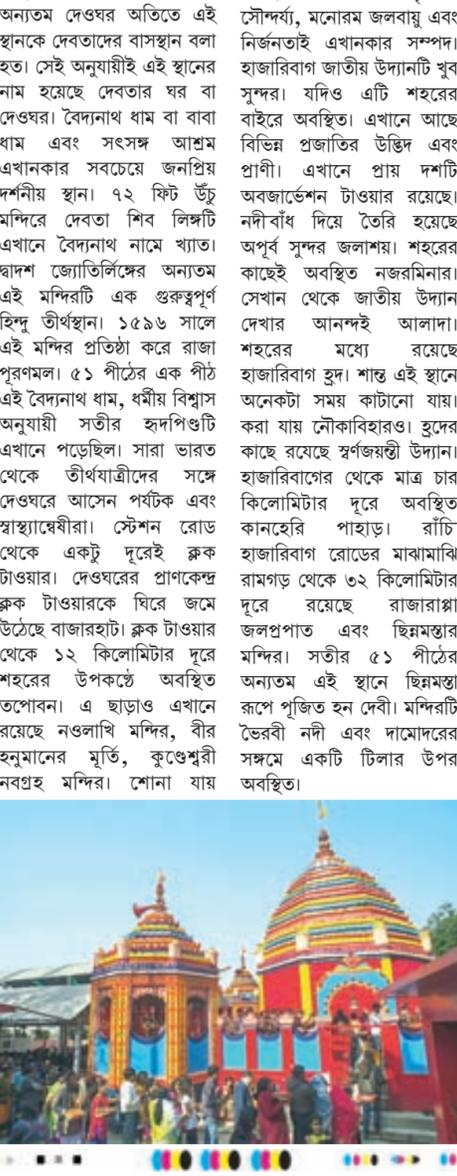 অন্যতম দেওঘর অতিতে এই
স্থানকে দেবতাদের বাসস্থান বলা
হত। সেই অনুযায়ীই এই স্থানের
নাম হয়েছে দেবতার ঘর বা
দেওঘর। বৈদ্যনাথ ধাম বা বাবা
ধাম এবং সৎসঙ্গ আশ্রম
এখানকার সবচেয়ে জনপ্রিয়
দর্শনীয় স্থান। ৭২ ফিট উঁচু
মন্দিরে দেবতা শিব লিঙ্গটি
এখানে বৈদ্যনাথ নামে খ্যাত।
দ্বাদশ জ্যোতির্লিঙ্গের অন্যতম
এই মন্দিরটি এক গুরুত্বপূর্ণ
হিন্দু তীর্থস্থান। ১৫৯৬ সালে
এই মন্দির প্রতিষ্ঠা করে রাজা
পূরণমল। ৫১ পীঠের এক পীঠ
এই বৈদ্যনাথ ধাম, ধর্মীয় বিশ্বাস
অনুযায়ী সতীর হৃদপিণ্ডটি
এখানে পড়েছিল। সারা ভারত
থেকে তীর্থযাত্রীদের সঙ্গে
দেওঘরে আসেন পর্যটক এবং
স্বাস্থ্যান্বেষীরা। স্টেশন রোড
থেকে একটু দূরেই ক্লক
টাওয়ার। দেওঘরের প্রাণকেন্দ্র
ক্লক টাওয়ারকে ঘিরে জমে
উঠেছে বাজারহাট। ক্লক টাওয়ার
থেকে ১২ কিলোমিটার দূরে
শহরের উপকণ্ঠে অবস্থিত
তপোবন। এ ছাড়াও এখানে
রয়েছে নওলাখি মন্দির, বীর
হনুমানের মূর্তি, কুণ্ডেশ্বরী
নবগ্রহ মন্দির। শোনা যায়
সৌন্দর্য্য, মনোরম জলবায়ু এবং
নির্জনতাই এখানকার সম্পদ।
হাজারিবাগ জাতীয় উদ্যানটি খুব
সুন্দর। যদিও এটি শহরের
বাইরে অবস্থিত। এখানে আছে
বিভিন্ন প্রজাতির উদ্ভিদ এবং
প্রাণী। এখানে প্রায় দশটি
অবজার্ভেশন টাওয়ার রয়েছে।
নদীবাঁধ দিয়ে তৈরি হয়েছে
অপূর্ব সুন্দর জলাশয়। শহরের
কাছেই অবস্থিত নজরমিনার।
সেখান থেকে জাতীয় উদ্যান
দেখার আনন্দই আলাদা।
শহরের মধ্যে রয়েছে
হাজারিবাগ হ্রদ। শান্ত এই স্থানে
অনেকটা সময় কাটানো যায়।
করা যায় নৌকাবিহারও। হ্রদের
কাছে রয়েছে স্বর্ণজয়ন্তী উদ্যান।
হাজারিবাগের থেকে মাত্র চার
কিলোমিটার দূরে অবস্থিত
কানহেরি পাহাড়। রাঁচি
হাজারিবাগ রোডের মাঝামাঝি
রামগড় থেকে ৩২ কিলোমিটার
দূরে রয়েছে রাজারাপ্পা
জলপ্রপাত এবং ছিন্নমস্তার
মন্দির। সতীর ৫১ পীঠের
অন্যতম এই স্থানে ছিন্নমস্তা
রূপে পূজিত হন দেবী। মন্দিরটি
ভৈরবী নদী এবং দামোদরের
সঙ্গমে একটি টিলার উপর
অবস্থিত।